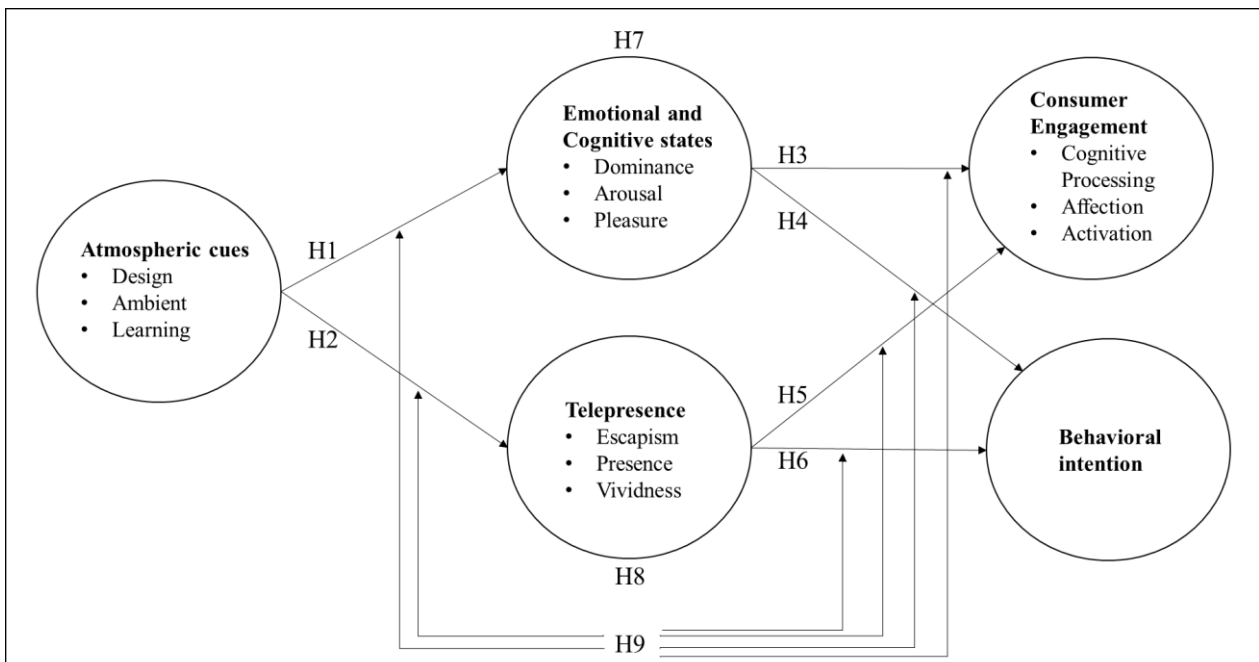 H7
Emotional and
Cognitive states
• Dominance
• Arousal
• Pleasure
Consumer
Engagement
• Cognitive
Processing
• Affection
• Activation
H3
H4
H1
Atmospheric cues
• Design
• Ambient
• Learning
H2
Telepresence
• Escapism
• Presence
• Vividness
H5
H6
Behavioral
intention
H8
H9